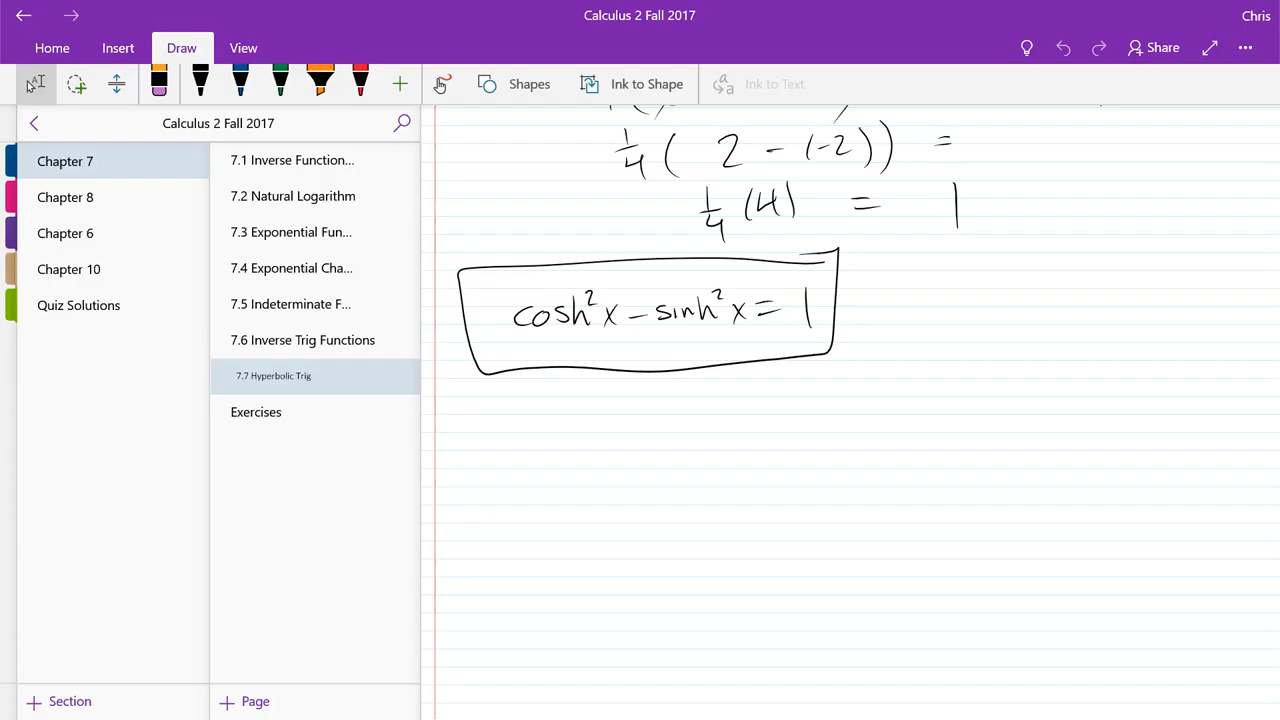 Calculus 2 Fall 2017
Chris
Home Insert Draw View
Share
Shapes Ink to Shape Ink to Text
Calculus 2 Fall 2017
Chapter 7
Chapter 8
Chapter 6
Chapter 10
Quiz Solutions
7.1 Inverse Function...
7.2 Natural Logarithm
7.3 Exponential Fun...
7.4 Exponential Cha...
7.5 Indeterminate F...
7.6 Inverse Trig Functions
7.7 Hyperbolic Trig
Exercises
Section
Page
1/4 ( 2 - (-2)) =
1/4 (4) = 1
cosh²x - sinh²x = 1